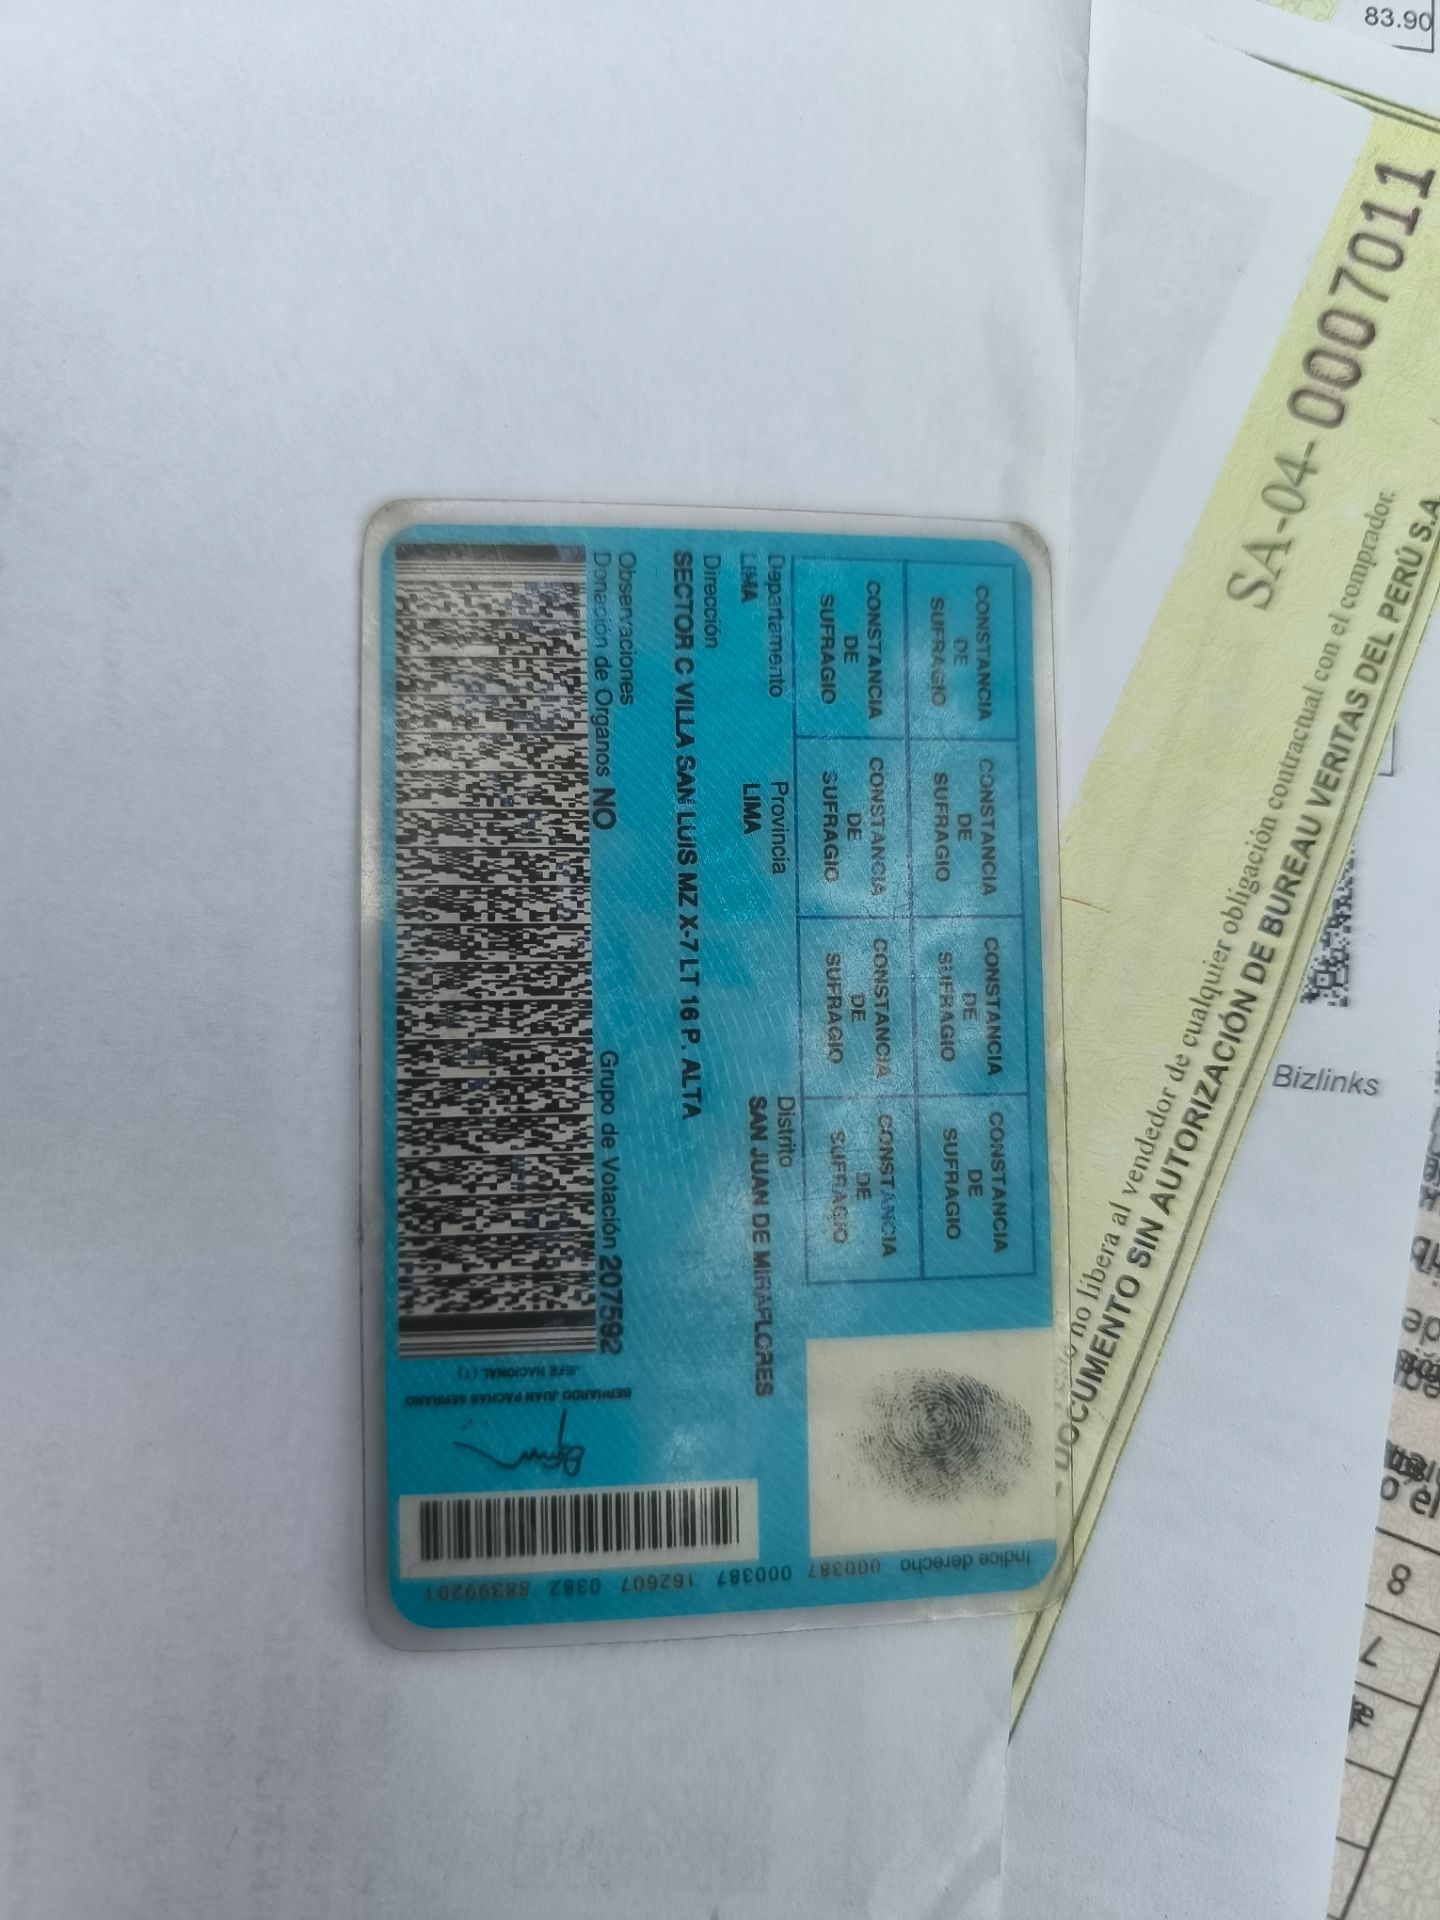 83.90
SA-04-0007011
no libera al vendedor de cualquier obligación contractual con el comprador.
DOCUMENTO SIN AUTORIZACIÓN DE BUREAU VERITAS DEL PERÚ S.A.
Bizlinks
CONSTANCIA DE SUFRAGIO
CONSTANCIA DE SUFRAGIO
CONSTANCIA DE SUFRAGIO
CONSTANCIA DE SUFRAGIO
CONSTANCIA DE SUFRAGIO
CONSTANCIA DE SUFRAGIO
CONSTANCIA DE SUFRAGIO
CONSTANCIA DE SUFRAGIO
Departamento Provincia Distrito
LIMA LIMA SAN JUAN DE MIRAFLORES
Dirección
SECTOR C VILLA SAN LUIS MZ X-7 LT 16 P. ALTA
Observaciones
Donación de Organos NO Grupo de Votación 207592
BERNARDO JUAN PACHAS SERRANO
JEFE NACIONAL (i)
Indice derecho 000387 000387 162607 0382 88399201
8
7